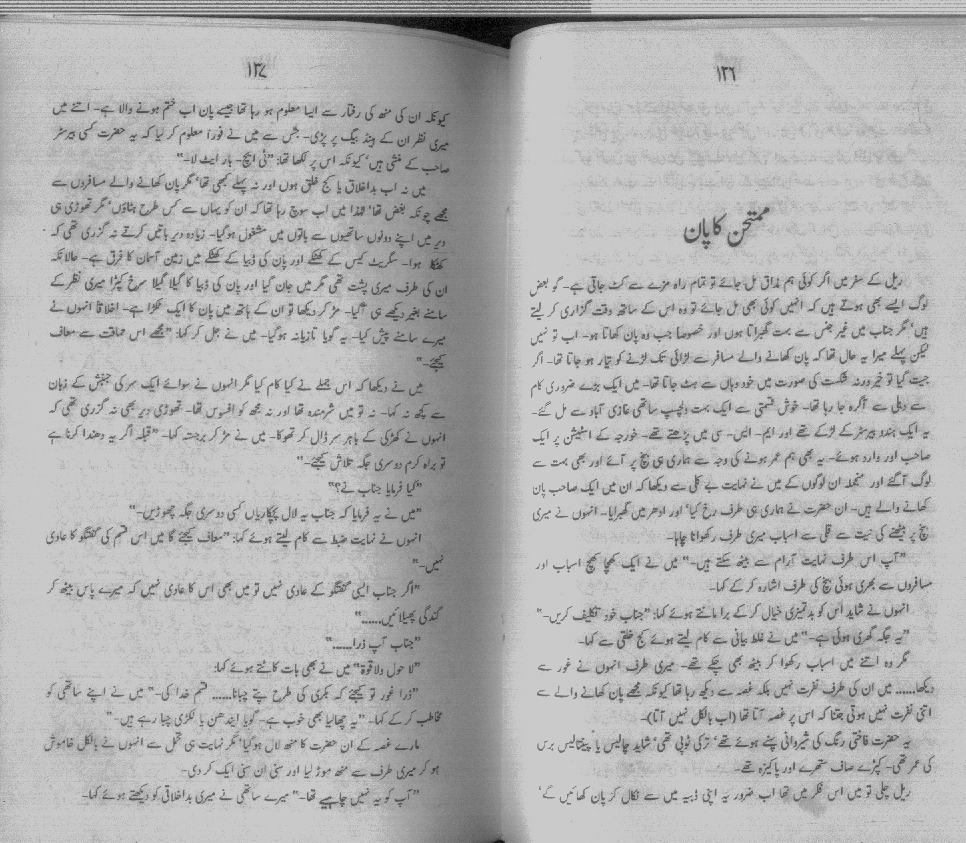 ۱۳۶
ممتحن کا پان
ریل کے سفر میں اگر کوئی ہم مذاق مل جائے تو تمام راہ مزے سے کٹ جاتی ہے۔ گو بعض
لوگ ایسے بھی ہوتے ہیں کہ انہیں کوئی بھی مل جائے تو وہ اس کے ساتھ وقت گزاری کر لیتے
ہیں، مگر جناب میں غیر جنس سے بہت گھبراتا ہوں اور خصوصاً جب وہ پان کھاتا ہو۔ اب تو نہیں
لیکن پہلے میرا یہ حال تھا کہ پان کھانے والے مسافر سے لڑائی تک لڑنے کو تیار ہو جاتا تھا۔ اگر
جیت گیا تو خیر ورنہ شکست کی صورت میں خود وہاں سے ہٹ جاتا تھا۔ میں ایک بڑے ضروری کام
سے دہلی سے آگرہ جا رہا تھا۔ خوش قسمتی سے ایک بہت دلچسپ ساتھی غازی آباد سے مل گئے۔
یہ ایک ہندو بیرسٹر کے لڑکے تھے اور ایم۔ ایس۔ سی میں پڑھتے تھے۔ خورجہ کے اسٹیشن پر ایک
صاحب اور وارد ہوئے۔ یہ بھی ہم عمر ہونے کی وجہ سے ہماری ہی بنچ پر آئے اور بھی بہت سے
لوگ آ گئے اور منجملہ ان لوگوں کے میں نے نہایت بے کلی سے دیکھا کہ ان میں ایک صاحب پان
کھانے والے ہیں۔ ان حضرت نے ہماری ہی طرف رخ کیا، اور ادھر میں گھبرایا۔ انہوں نے میری
بنچ پر بیٹھنے کی نیت سے قلی سے اسباب میری طرف رکھوانا چاہا۔
"آپ اس طرف نہایت آرام سے بیٹھ سکتے ہیں۔" میں نے ایک کھچا کھچ اسباب اور
مسافروں سے بھری ہوئی بنچ کی طرف اشارہ کر کے کہا۔
انہوں نے شاید اس کو بدتمیزی خیال کر کے برا مانتے ہوئے کہا: "جناب خود تکلیف کریں۔"
"یہ جگہ گھری ہوئی ہے۔" میں نے غلط بیانی سے کام لیتے ہوئے کج خلقی سے کہا۔
مگر وہ اتنے میں اسباب رکھوا کر بیٹھ بھی چکے تھے۔ میری طرف انہوں نے غور سے
دیکھا...... میں ان کی طرف نفرت نہیں بلکہ غصہ سے دیکھ رہا تھا کیونکہ مجھے پان کھانے والے سے
اتنی نفرت نہیں ہوتی جتنا کہ اس پر غصہ آتا تھا (اب بالکل نہیں آتا)۔
یہ حضرت فاختی رنگ کی شیروانی پہنے ہوئے تھے، ترکی ٹوپی تھی، شاید چالیس یا پینتالیس برس
کی عمر تھی۔ کپڑے صاف ستھرے اور پاکیزہ تھے۔
ریل چلی تو میں اس فکر میں تھا اب ضرور یہ اپنی ڈبیہ میں سے نکال کر پان کھائیں گے،
۱۳۷
کیونکہ ان کی منھ کی رفتار سے ایسا معلوم ہو رہا تھا جیسے پان اب ختم ہونے والا ہے۔ اتنے میں
میری نظر ان کے ہینڈ بیگ پر پڑی۔ جس سے میں نے فوراً معلوم کر لیا کہ یہ حضرت کسی بیرسٹر
صاحب کے منشی ہیں، کیونکہ اس پر لکھا تھا: "ٹی ایچ۔ بار ایٹ لا۔"
میں نہ اب بداخلاق یا کج خلق ہوں اور نہ پہلے کبھی تھا، مگر پان کھانے والے مسافروں سے
مجھے چونکہ بغض تھا، لہٰذا میں اب سوچ رہا تھا کہ ان کو یہاں سے کس طرح ہٹاؤں، مگر تھوڑی ہی
دیر میں اپنے دونوں ساتھیوں سے باتوں میں مشغول ہوگیا۔ زیادہ دیر باتیں کرتے نہ گزری تھی کہ
کھٹکا ہوا۔ سگریٹ کیس کے کھٹکے اور پان کی ڈبیا کے کھٹکے میں زمین آسمان کا فرق ہے۔ حالانکہ
ان کی طرف میری پشت تھی مگر میں جان گیا اور پان کی ڈبیا کا گیلا گیلا سرخ کپڑا میری نظر کے
سامنے بغیر دیکھے ہی آگیا۔ مڑ کر دیکھا تو ان کے ہاتھ میں پان کا ایک ٹکڑا ہے۔ اخلاقاً انہوں نے
میرے سامنے پیش کیا۔ یہ گویا تازیانہ ہوگیا۔ میں نے جل کر کہا: "مجھے اس حماقت سے معاف
کیجئے۔"
میں نے دیکھا کہ اس جملے نے کیا کام کیا مگر انہوں نے سوائے ایک سر کی جنبش کے زبان
سے کچھ نہ کہا۔ نہ تو میں شرمندہ تھا اور نہ مجھ کو افسوس تھا۔ تھوڑی دیر بھی نہ گزری تھی کہ
انہوں نے کھڑکی کے باہر سر ڈال کر تھوکا۔ میں نے مڑ کر برجستہ کہا۔ "قبلہ اگر یہ دھندا کرنا ہے
تو براہ کرم دوسری جگہ تلاش کیجئے۔"
"کیا فرمایا جناب نے؟"
"میں نے یہ فرمایا کہ جناب یہ لال پچکاریاں کسی دوسری جگہ چھوڑیں۔"
انہوں نے نہایت ضبط سے کام لیتے ہوئے کہا: "معاف کیجئے گا میں اس قسم کی گفتگو کا عادی
نہیں۔"
"اگر جناب ایسی گفتگو کے عادی نہیں تو میں بھی اس کا عادی نہیں کہ میرے پاس بیٹھ کر
گندگی پھیلائیں......"
"جناب آپ ذرا......"
"لا حول ولا قوۃ" میں نے بھی بات کاٹتے ہوئے کہا:
"ذرا غور تو کیجئے کہ بکری کی طرح پتے چبانا...... قسم خدا کی۔" میں نے اپنے ساتھی کو
مخاطب کر کے کہا۔ "یہ چھالیا بھی خوب ہے۔ گویا ایندھن یا لکڑی چبا رہے ہیں۔"
مارے غصہ کے ان حضرت کا منھ لال ہوگیا، مگر نہایت ہی تحمل سے انہوں نے بالکل خاموش
ہو کر میری طرف سے منھ موڑ لیا اور سنی ان سنی ایک کر دی۔
"آپ کو یہ نہیں چاہیے تھا۔" میرے ساتھی نے میری بداخلاقی کو دیکھتے ہوئے کہا۔